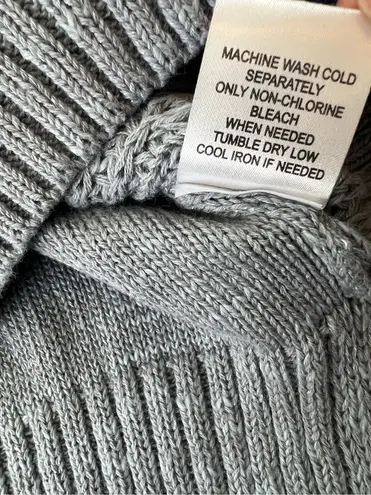 MACHINE WASH COLD
SEPARATELY
ONLY NON-CHLORINE
BLEACH
WHEN NEEDED
TUMBLE DRY LOW
COOL IRON IF NEEDED